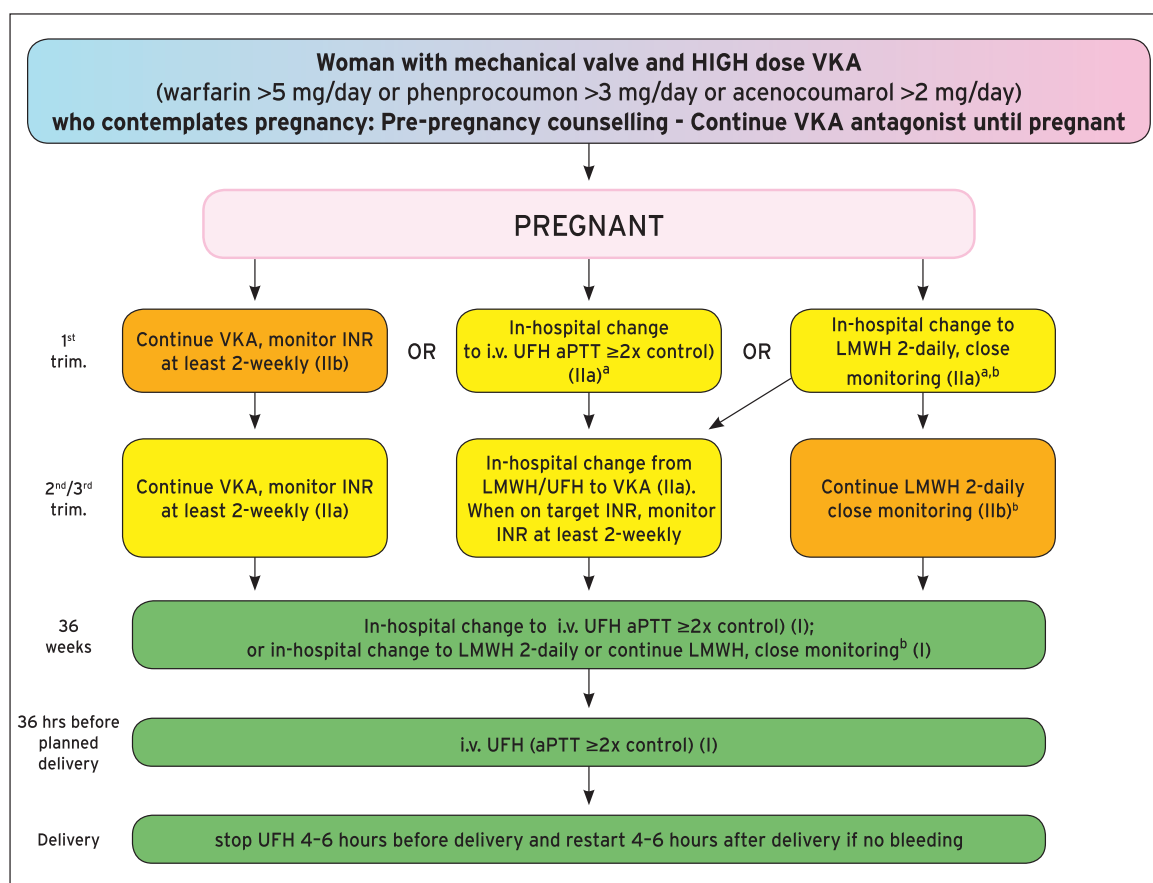 Woman with mechanical valve and HIGH dose VKA
(warfarin >5 mg/day or phenprocoumon >3 mg/day or acenocoumarol >2 mg/day)
who contemplates pregnancy: Pre-pregnancy counselling - Continue VKA antagonist until pregnant
PREGNANT
1st
trim.
Continue VKA, monitor INR
at least 2-weekly (IIb)
OR
In-hospital change
to i.v. UFH aPTT ≥2x control)
(IIa)a
OR
In-hospital change to
LMWH 2-daily, close
monitoring (IIa)a,b
2nd/3rd
trim.
Continue VKA, monitor INR
at least 2-weekly (IIa)
In-hospital change from
LMWH/UFH to VKA (IIa).
When on target INR, monitor
INR at least 2-weekly
Continue LMWH 2-daily
close monitoring (IIb)b
36
weeks
In-hospital change to i.v. UFH aPTT ≥2x control) (I);
or in-hospital change to LMWH 2-daily or continue LMWH, close monitoringb (I)
36 hrs before
planned
delivery
i.v. UFH (aPTT ≥2x control) (I)
Delivery
stop UFH 4–6 hours before delivery and restart 4–6 hours after delivery if no bleeding